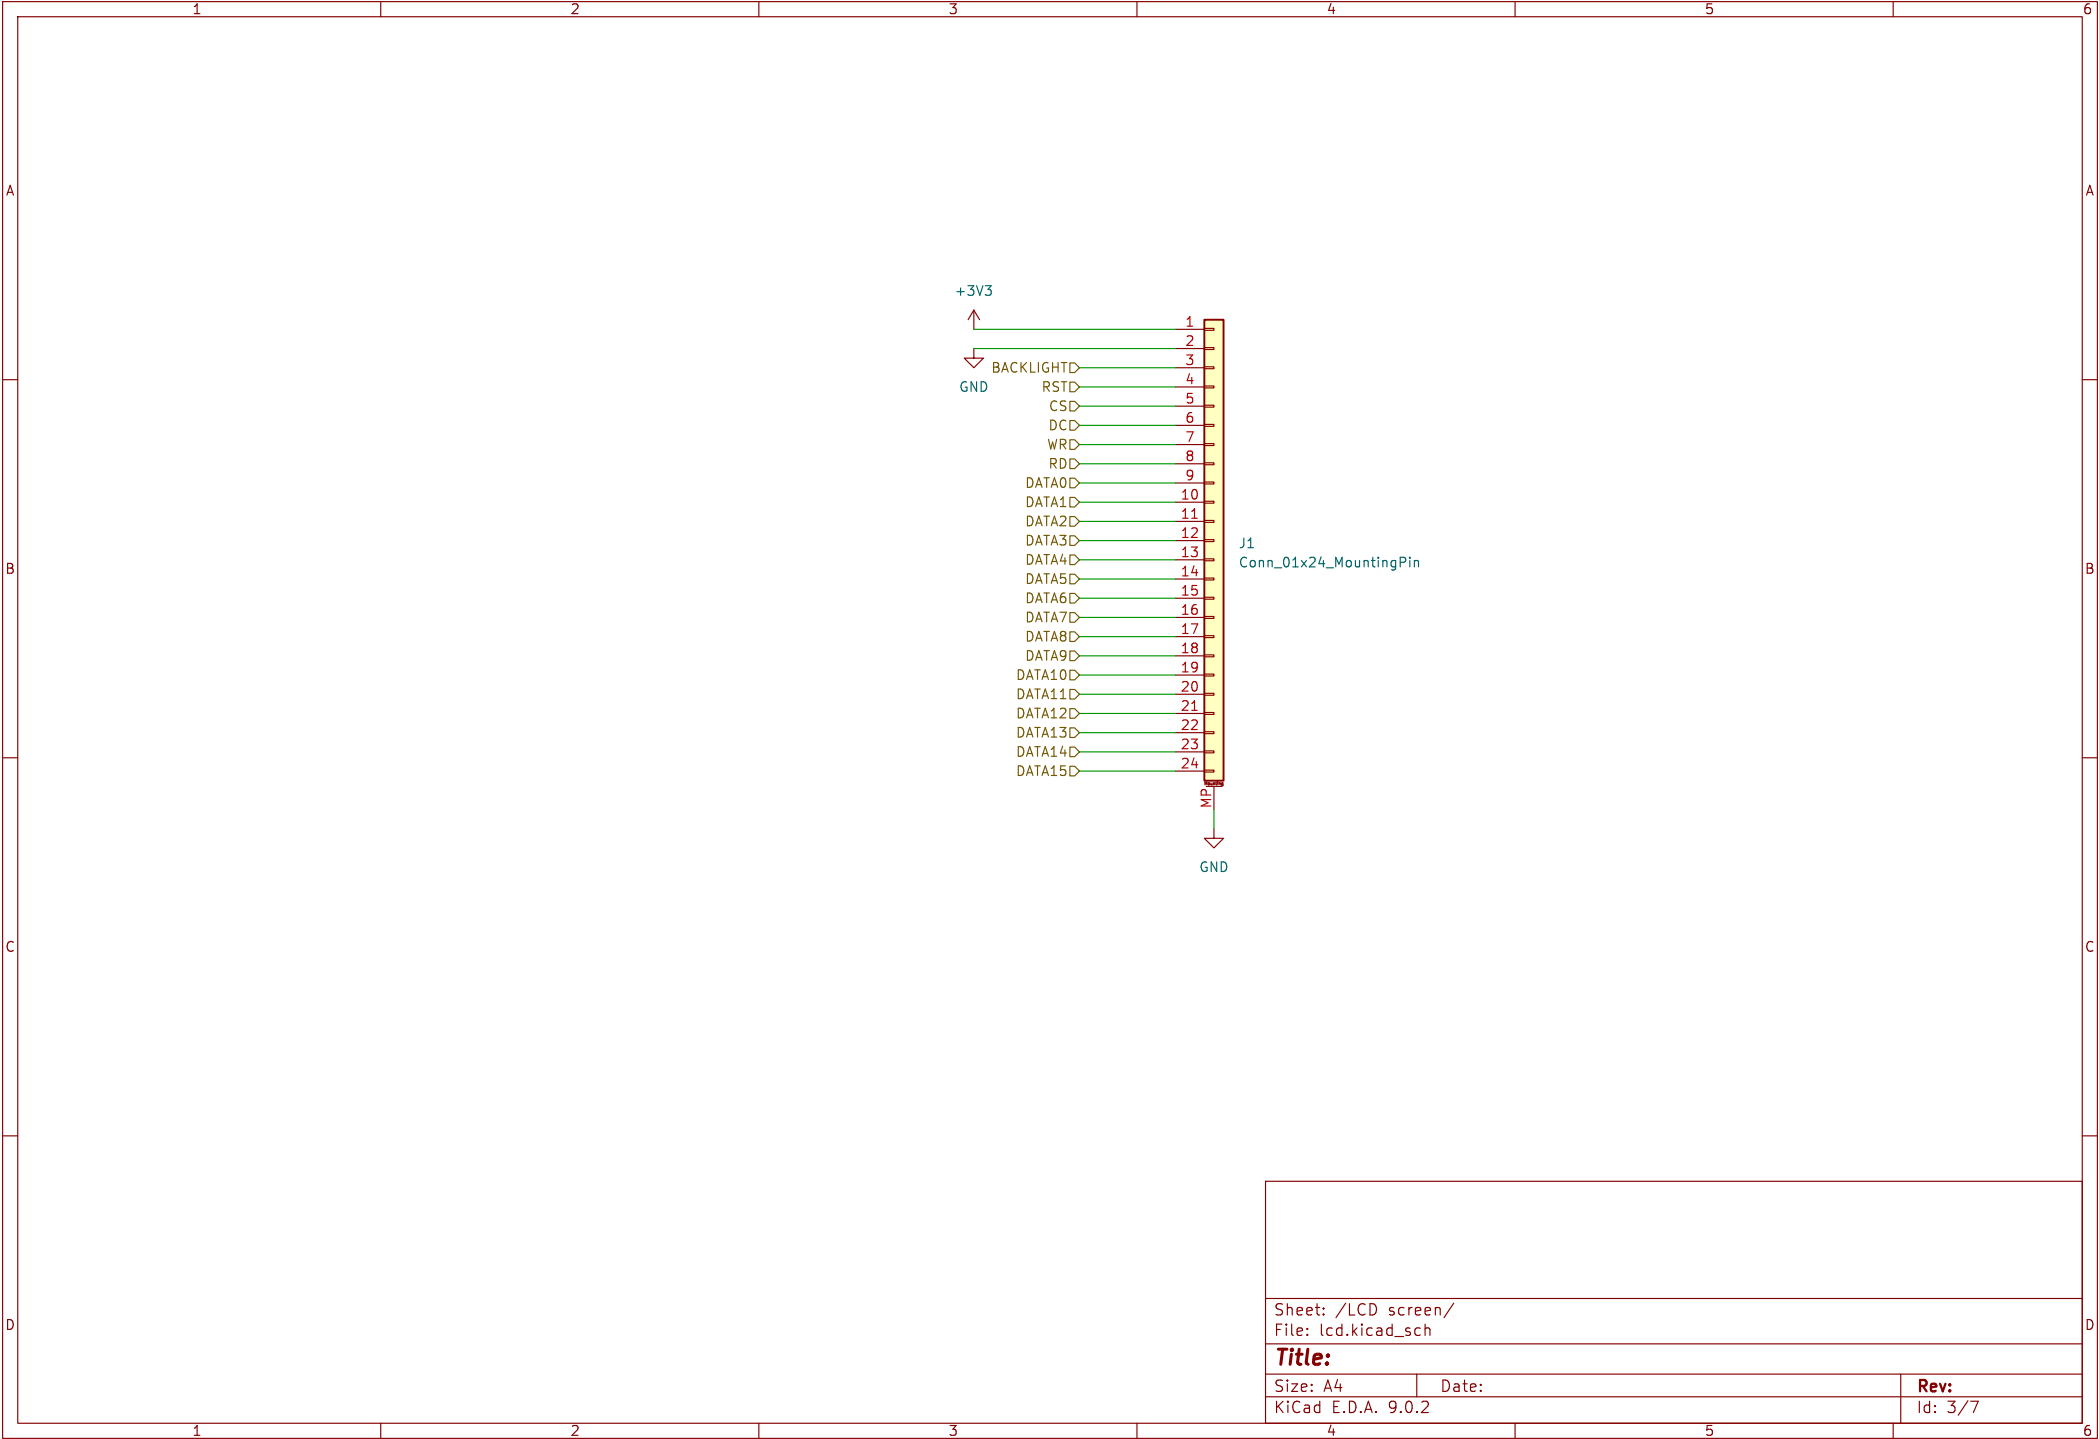 1 2 3 4 5 6
A A
+3V3
1
2
3
BACKLIGHT
GND
RST 4
CS 5
DC 6
WR 7
RD 8
DATA0 9
DATA1 10
DATA2 11
DATA3 12
J1
DATA4 13
Conn_01x24_MountingPin
B B
DATA5 14
DATA6 15
DATA7 16
DATA8 17
DATA9 18
DATA10 19
DATA11 20
DATA12 21
DATA13 22
DATA14 23
DATA15 24
MP
GND
C C
Sheet: /LCD screen/
File: lcd.kicad_sch
D D
Title:
Size: A4 Date: Rev:
KiCad E.D.A. 9.0.2 Id: 3/7
1 2 3 4 5 6